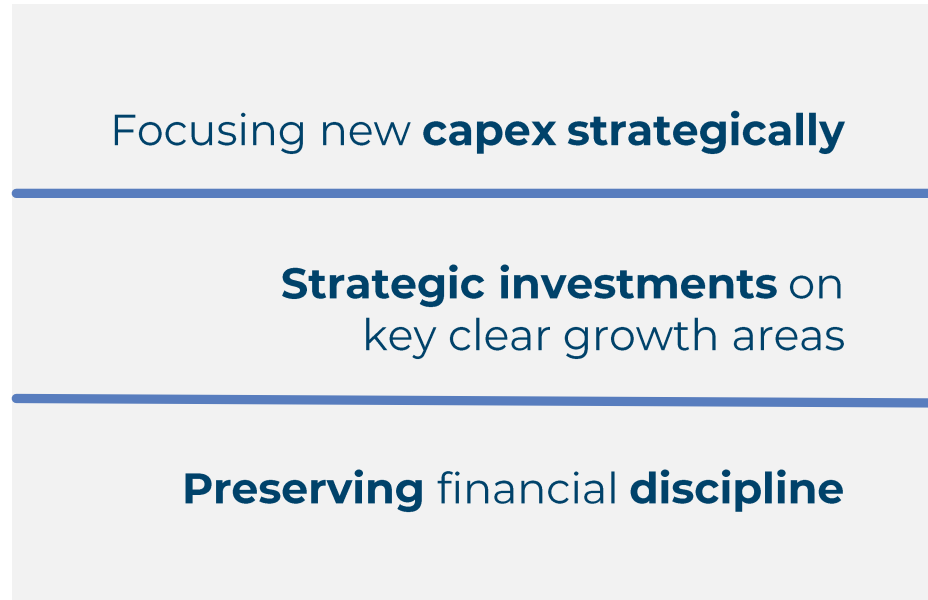 Focusing new capex strategically
Strategic investments on
key clear growth areas
Preserving financial discipline